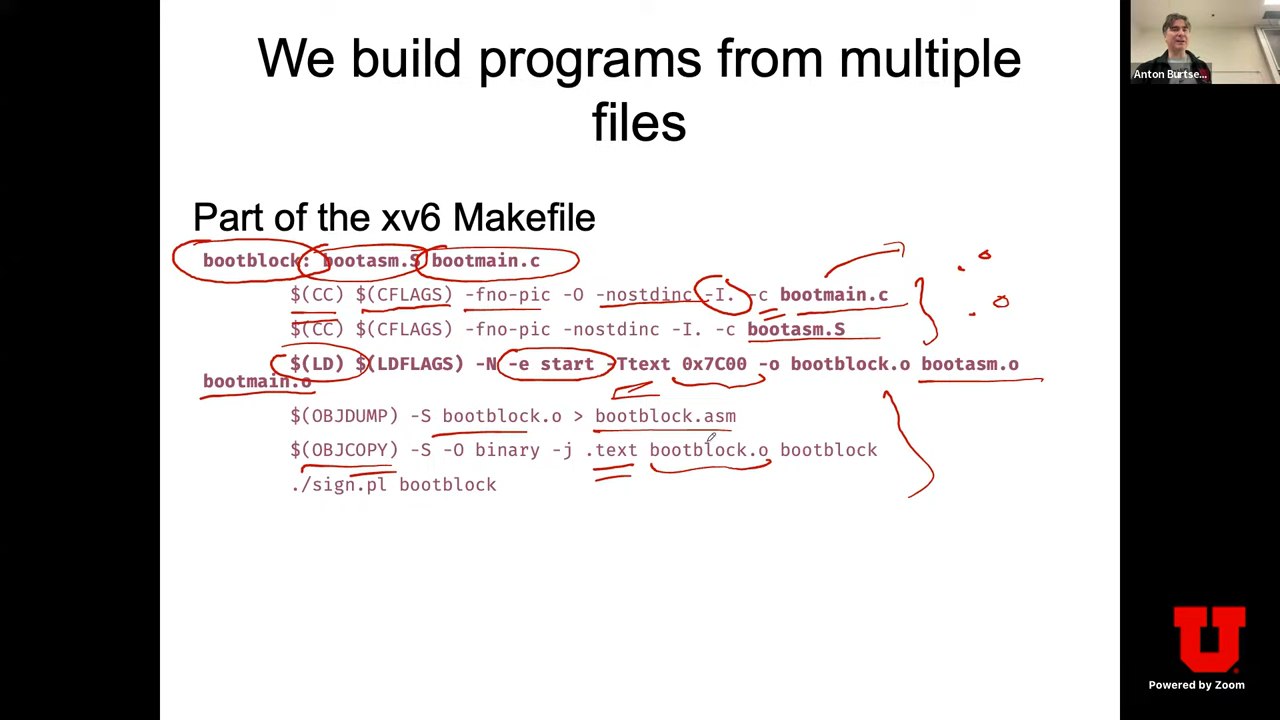 We build programs from multiple
files
Anton Burtse...
Part of the xv6 Makefile
bootblock: bootasm.S bootmain.c
$(CC) $(CFLAGS) -fno-pic -O -nostdinc -I. -c bootmain.c
$(CC) $(CFLAGS) -fno-pic -nostdinc -I. -c bootasm.S
$(LD) $(LDFLAGS) -N -e start -Ttext 0x7C00 -o bootblock.o bootasm.o
bootmain.o
$(OBJDUMP) -S bootblock.o > bootblock.asm
$(OBJCOPY) -S -O binary -j .text bootblock.o bootblock
./sign.pl bootblock
.o
.o
U
Powered by Zoom